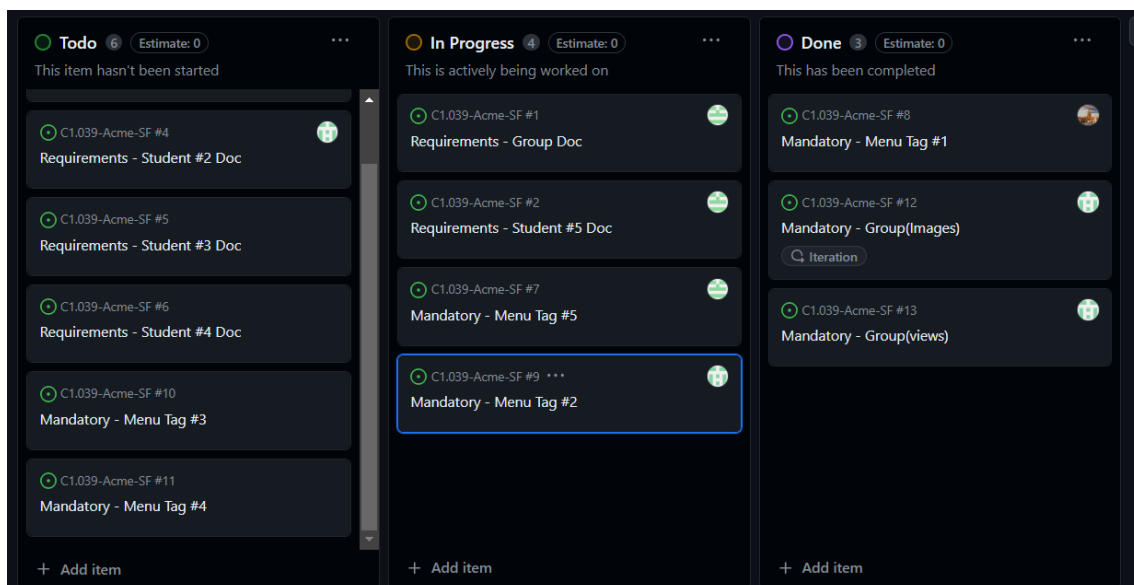 Todo 6 Estimate: 0
This item hasn't been started
C1.039-Acme-SF #4
Requirements - Student #2 Doc
C1.039-Acme-SF #5
Requirements - Student #3 Doc
C1.039-Acme-SF #6
Requirements - Student #4 Doc
C1.039-Acme-SF #10
Mandatory - Menu Tag #3
C1.039-Acme-SF #11
Mandatory - Menu Tag #4
+ Add item
In Progress 4 Estimate: 0
This is actively being worked on
C1.039-Acme-SF #1
Requirements - Group Doc
C1.039-Acme-SF #2
Requirements - Student #5 Doc
C1.039-Acme-SF #7
Mandatory - Menu Tag #5
C1.039-Acme-SF #9 ···
Mandatory - Menu Tag #2
+ Add item
Done 3 Estimate: 0
This has been completed
C1.039-Acme-SF #8
Mandatory - Menu Tag #1
C1.039-Acme-SF #12
Mandatory - Group(Images)
Iteration
C1.039-Acme-SF #13
Mandatory - Group(views)
+ Add item